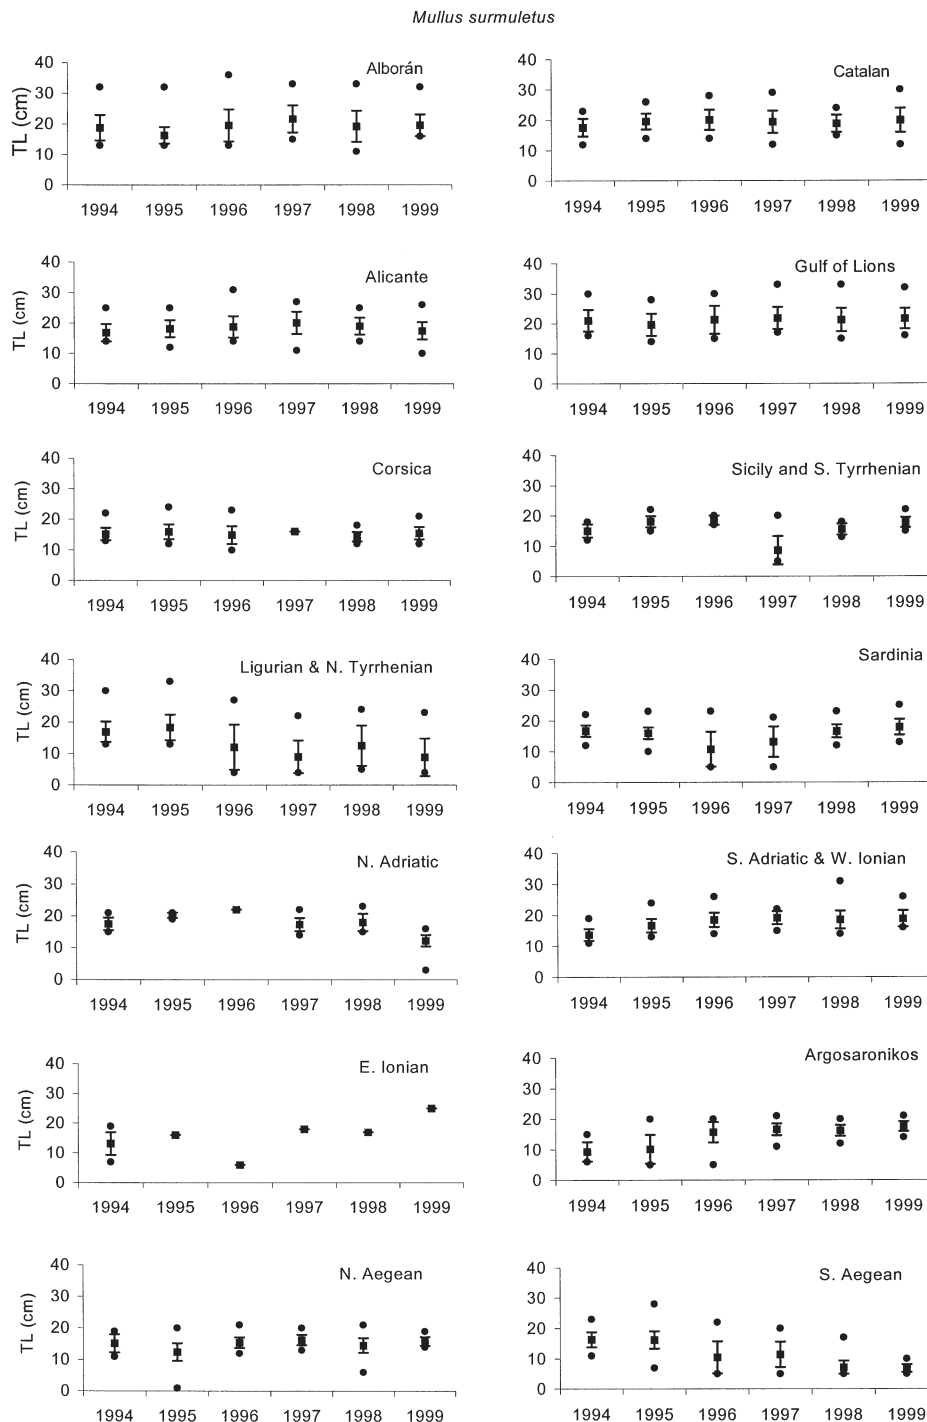 Mullus surmuletus
Alborán
TL (cm)
40
30
20
10
0
1994 1995 1996 1997 1998 1999
Catalan
40
30
20
10
0
1994 1995 1996 1997 1998 1999
Alicante
TL (cm)
40
30
20
10
0
1994 1995 1996 1997 1998 1999
Gulf of Lions
40
30
20
10
0
1994 1995 1996 1997 1998 1999
Corsica
TL (cm)
40
30
20
10
0
1994 1995 1996 1997 1998 1999
Sicily and S. Tyrrhenian
40
30
20
10
0
1994 1995 1996 1997 1998 1999
Ligurian & N. Tyrrhenian
TL (cm)
40
30
20
10
0
1994 1995 1996 1997 1998 1999
Sardinia
40
30
20
10
0
1994 1995 1996 1997 1998 1999
N. Adriatic
TL (cm)
40
30
20
10
0
1994 1995 1996 1997 1998 1999
S. Adriatic & W. Ionian
40
30
20
10
0
1994 1995 1996 1997 1998 1999
E. Ionian
TL (cm)
40
30
20
10
0
1994 1995 1996 1997 1998 1999
Argosaronikos
40
30
20
10
0
1994 1995 1996 1997 1998 1999
N. Aegean
TL (cm)
40
30
20
10
0
1994 1995 1996 1997 1998 1999
S. Aegean
40
30
20
10
0
1994 1995 1996 1997 1998 1999